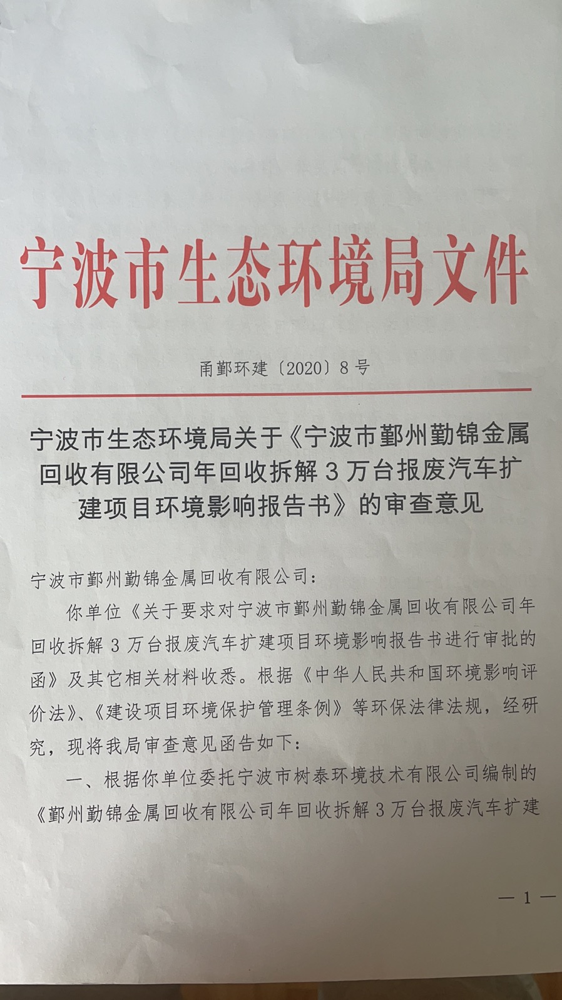 宁波市生态环境局文件
甬鄞环建〔2020〕8号
宁波市生态环境局关于《宁波市鄞州勤锦金属
回收有限公司年回收拆解3万台报废汽车扩
建项目环境影响报告书》的审查意见
宁波市鄞州勤锦金属回收有限公司：
你单位《关于要求对宁波市鄞州勤锦金属回收有限公司年
回收拆解3万台报废汽车扩建项目环境影响报告书进行审批的
函》及其它相关材料收悉。根据《中华人民共和国环境影响评
价法》、《建设项目环境保护管理条例》等环保法律法规，经研
究，现将我局审查意见函告如下：
一、根据你单位委托宁波市树泰环境技术有限公司编制的
《鄞州勤锦金属回收有限公司年回收拆解3万台报废汽车扩建
— 1 —